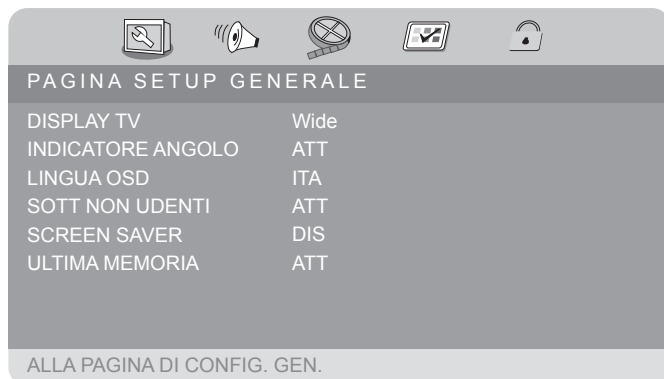 PAGINA SETUP GENERALE
DISPLAY TV Wide
INDICATORE ANGOLO ATT
LINGUA OSD ITA
SOTT NON UDENTI ATT
SCREEN SAVER DIS
ULTIMA MEMORIA ATT
ALLA PAGINA DI CONFIG. GEN.